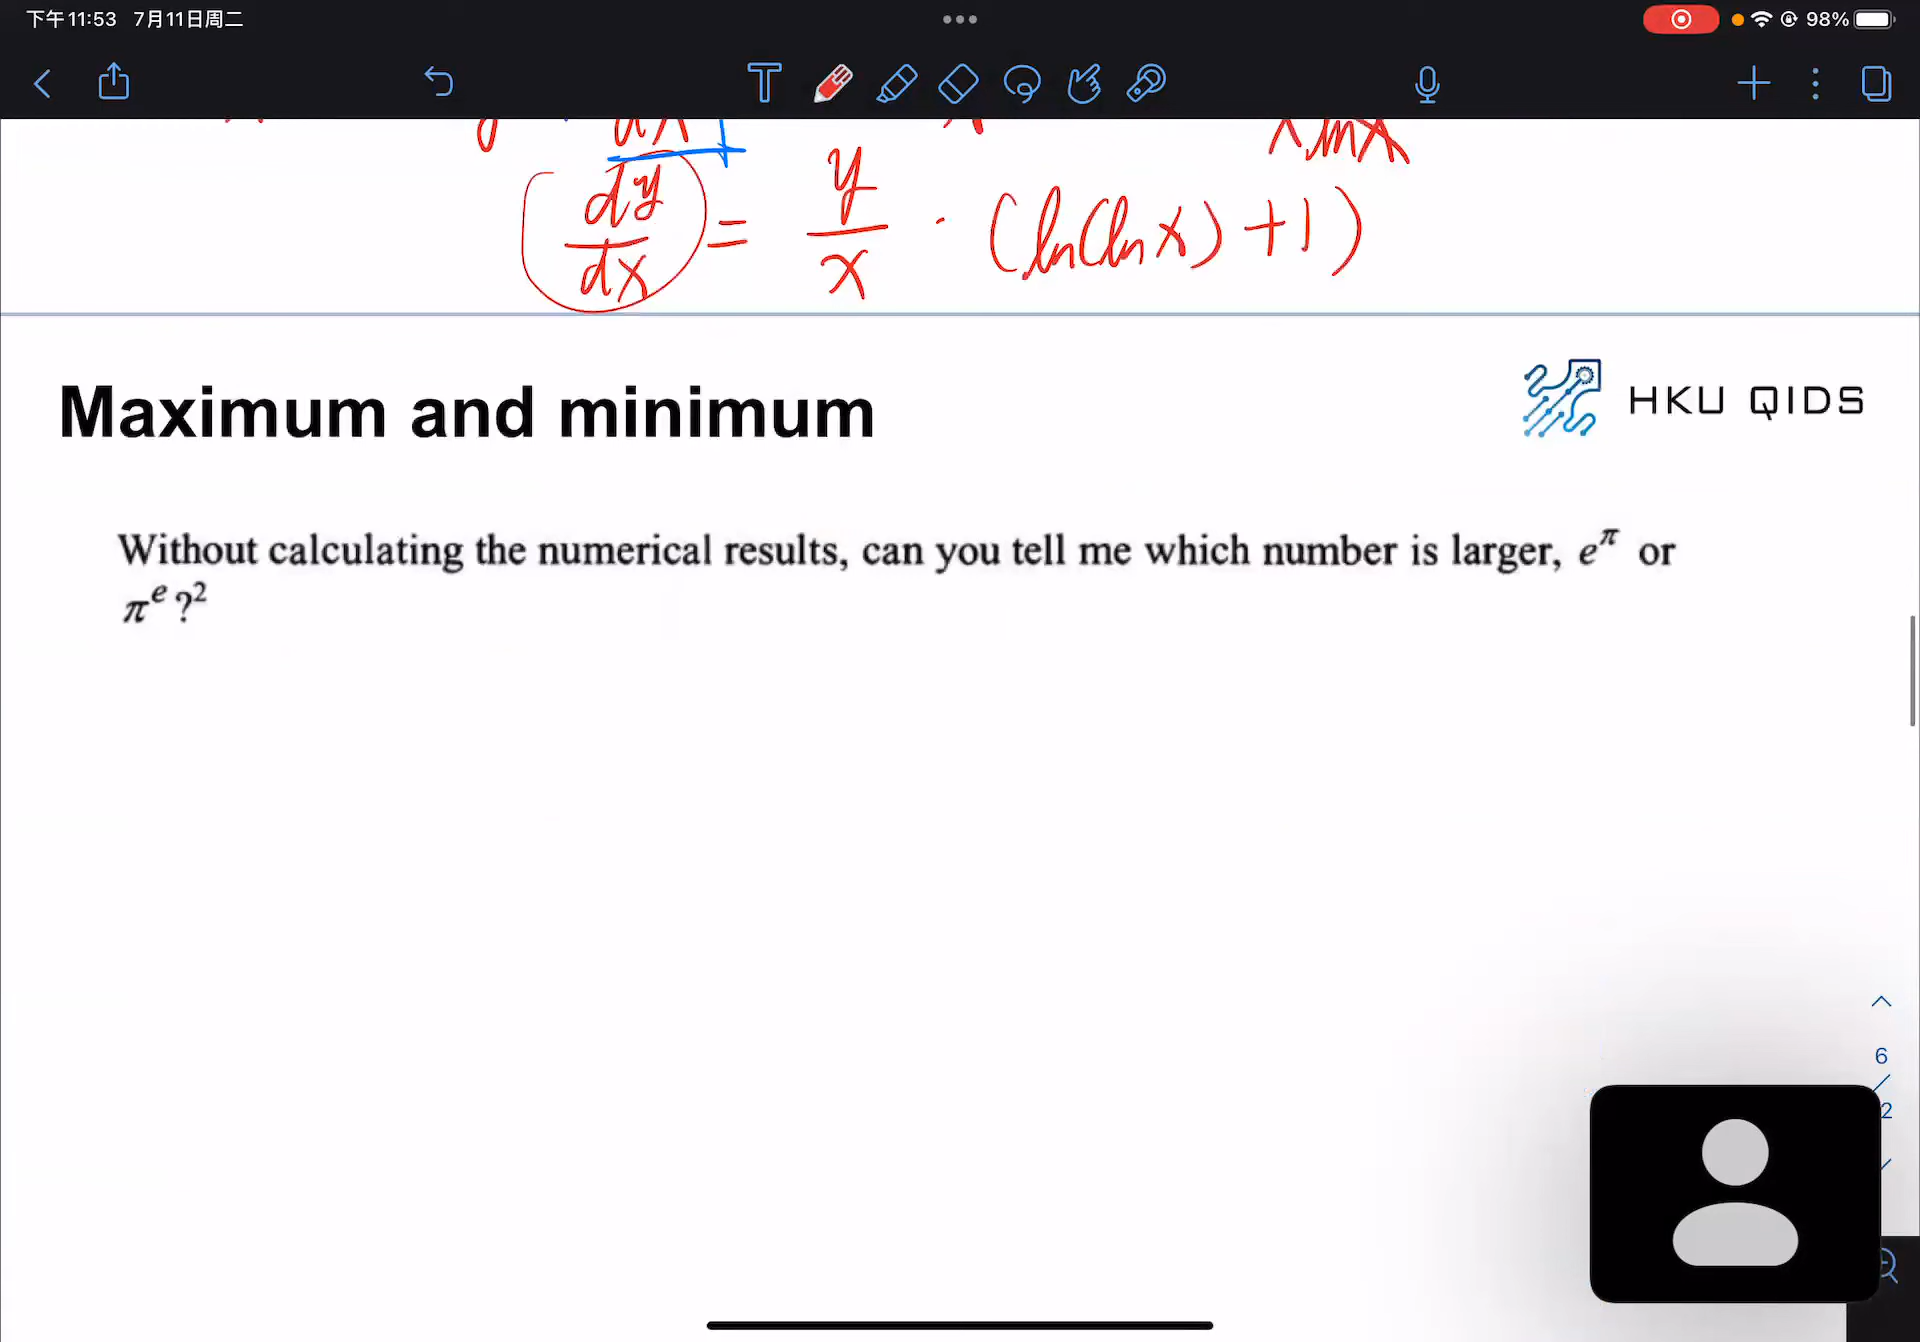 下午11:53 7月11日周二
98%
dy/dx = y/x · (ln(ln x) + 1)
Maximum and minimum
HKU QIDS
Without calculating the numerical results, can you tell me which number is larger, e^π or
π^e ?²
6
2